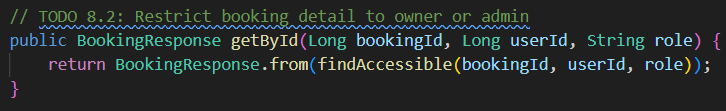 // TODO 8.2: Restrict booking detail to owner or admin
public BookingResponse getById(Long bookingId, Long userId, String role) {
    return BookingResponse.from(findAccessible(bookingId, userId, role));
}